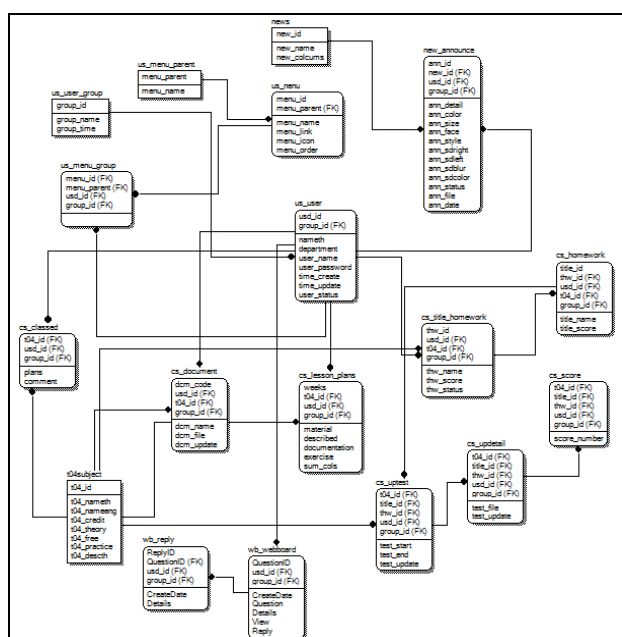 news
new_id
new_name
new_colcums
new_announce
ann_id
new_id (FK)
usd_id (FK)
group_id (FK)
ann_detail
ann_color
ann_size
ann_face
ann_style
ann_sdright
ann_sdleft
ann_sdblur
ann_sdcolor
ann_status
ann_file
ann_date
us_menu_parent
menu_parent
menu_name
us_user_group
group_id
group_name
group_time
us_nenu
menu_id
menu_parent (FK)
menu_name
menu_link
menu_icon
menu_order
us_menu_group
menu_id (FK)
menu_parent (FK)
usd_id (FK)
group_id (FK)
us_user
usd_id
group_id (FK)
nameth
department
user_name
user_password
time_create
time_update
user_status
cs_homework
title_id
thw_id (FK)
usd_id (FK)
t04_id (FK)
group_id (FK)
title_name
title_score
cs_title_homework
thw_id
usd_id (FK)
t04_id (FK)
group_id (FK)
thw_name
thw_score
thw_status
cs_classed
t04_id (FK)
usd_id (FK)
group_id (FK)
plans
comment
cs_document
dcm_code
usd_id (FK)
t04_id (FK)
group_id (FK)
dcm_name
dcm_file
dcm_update
cs_lesson_plans
weeks
t04_id (FK)
usd_id (FK)
group_id (FK)
material
described
documentation
exercise
sum_cols
cs_score
t04_id (FK)
title_id (FK)
thw_id (FK)
usd_id (FK)
group_id (FK)
score_number
cs_updetail
t04_id (FK)
title_id (FK)
thw_id (FK)
usd_id (FK)
group_id (FK)
test_file
test_update
t04subject
t04_id
t04_nameth
t04_nameeng
t04_credit
t04_theory
t04_free
t04_practice
t04_descth
cs_uptest
t04_id (FK)
title_id (FK)
thw_id (FK)
usd_id (FK)
group_id (FK)
test_start
test_end
test_update
wb_reply
ReplyID
QuestionID (FK)
usd_id (FK)
group_id (FK)
CreateDate
Details
wb_webboard
QuestionID
usd_id (FK)
group_id (FK)
CreateDate
Question
Details
View
Reply